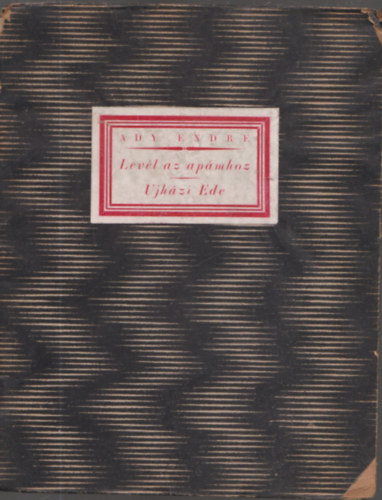 ADY ENDRE
Levél az apámhoz
Ujházi Ede